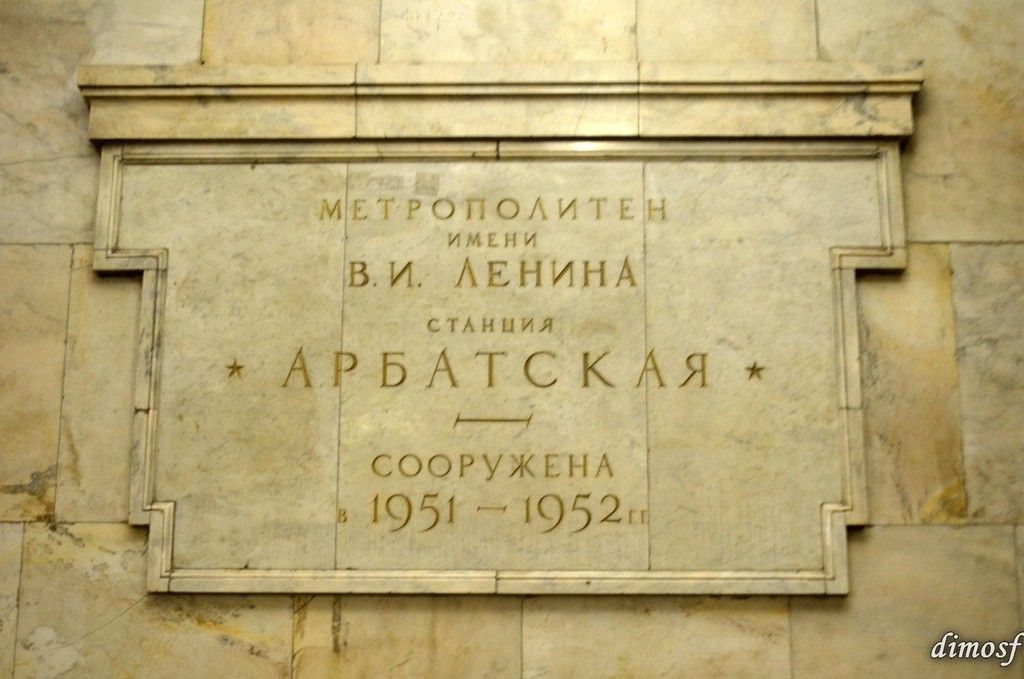 МЕТРОПОЛИТЕН
ИМЕНИ
В. И. ЛЕНИНА
СТАНЦИЯ
★ АРБАТСКАЯ ★
СООРУЖЕНА
в 1951 – 1952 гг
dimosf